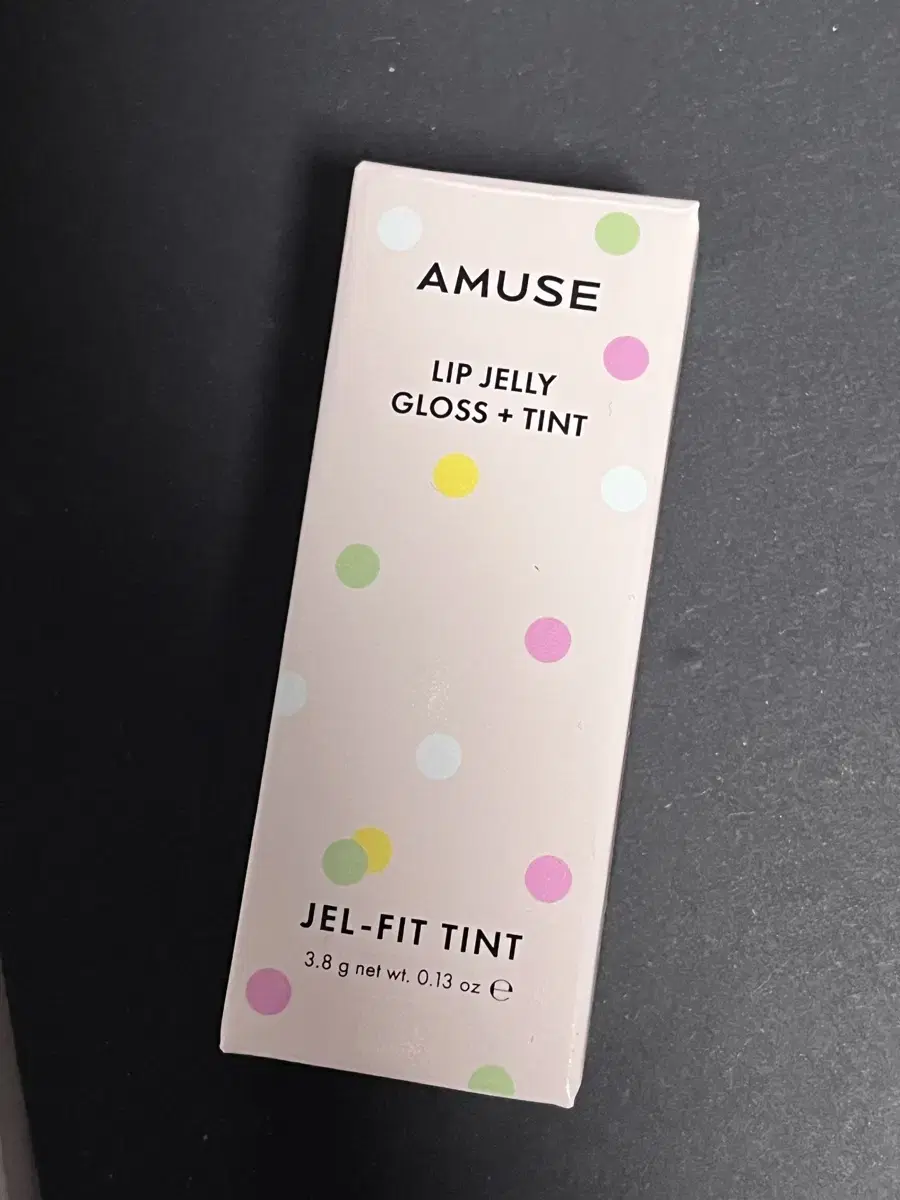 AMUSE
LIP JELLY
GLOSS + TINT
JEL-FIT TINT
3.8 g net wt. 0.13 oz ℮